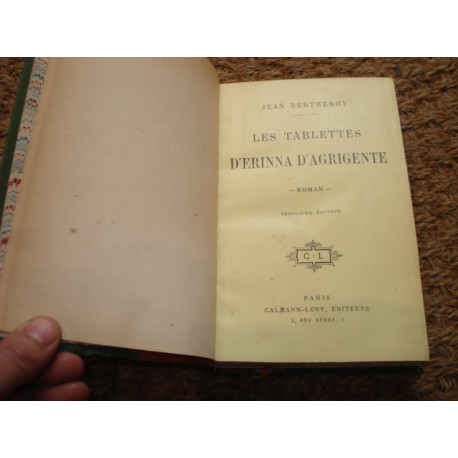 JEAN BERTHEROY
LES TABLETTES
D'ERINNA D'AGRIGENTE
— ROMAN —
TROISIÈME ÉDITION
C·L
PARIS
CALMANN-LÉVY, ÉDITEURS
3, RUE AUBER, 3